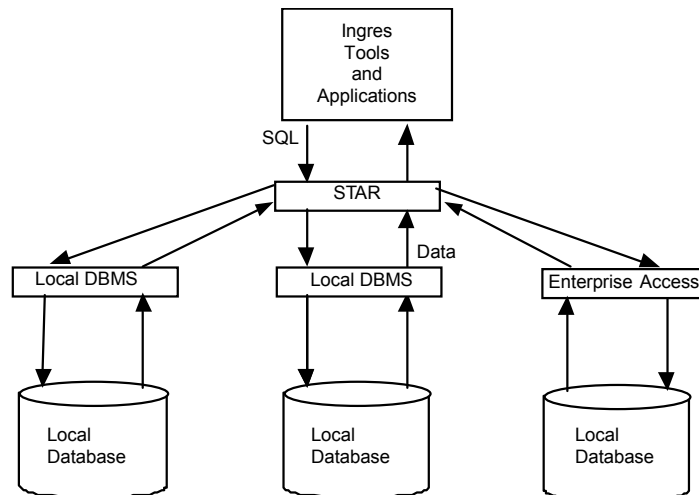 Ingres
Tools
and
Applications
SQL
STAR
Data
Local DBMS
Local DBMS
Enterprise Access
Local
Database
Local
Database
Local
Database